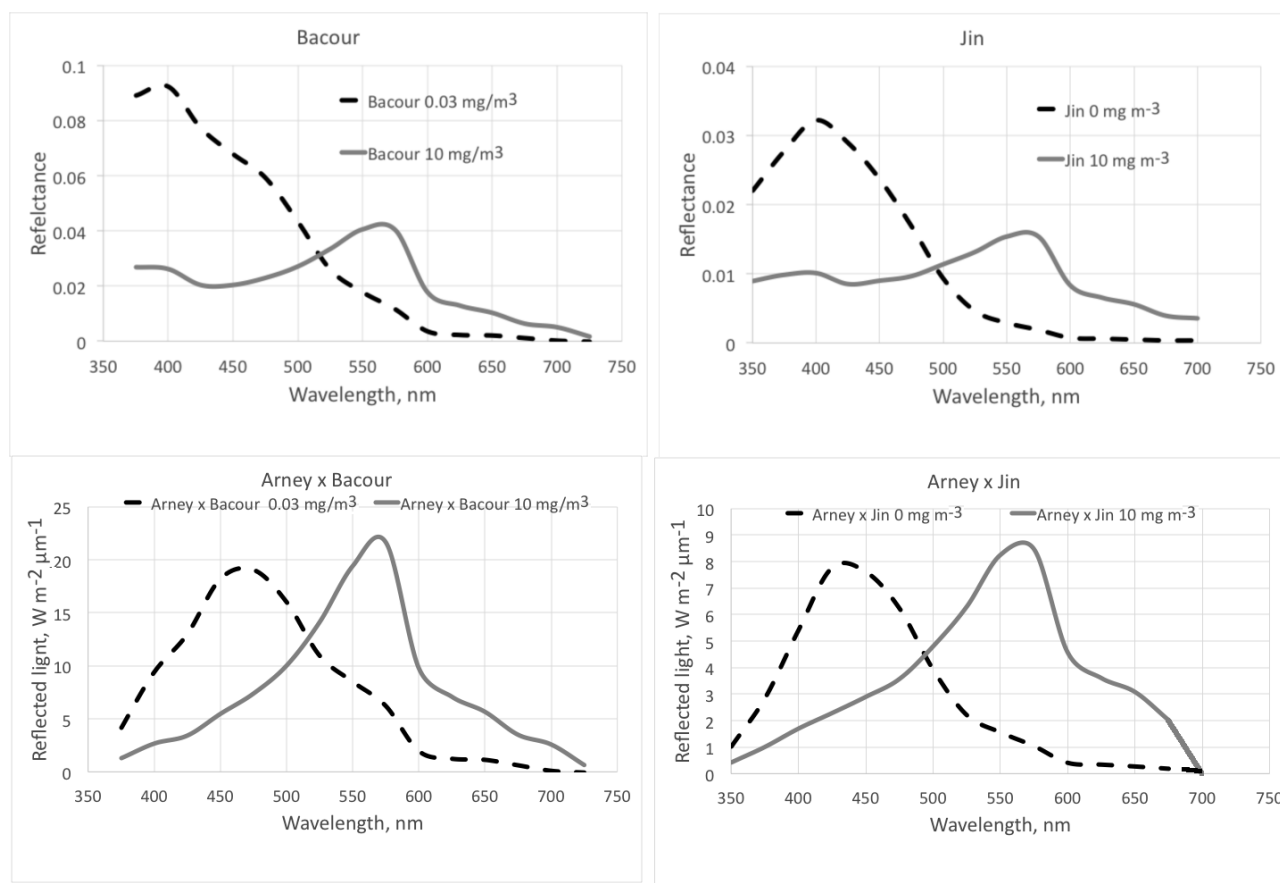 Bacour
0.1
0.08
0.06
0.04
0.02
0
Refelctance
Bacour 0.03 mg/m3
Bacour 10 mg/m3
350 400 450 500 550 600 650 700 750
Wavelength, nm
Jin
0.04
0.03
0.02
0.01
0
Reflectance
Jin 0 mg m-3
Jin 10 mg m-3
350 400 450 500 550 600 650 700 750
Wavelength, nm
Arney x Bacour
Arney x Bacour 0.03 mg/m3 Arney x Bacour 10 mg/m3
25
20
15
10
5
0
Reflected lignt, W m-2 µm-1
350 400 450 500 550 600 650 700 750
Wavelength, nm
Arney x Jin
Arney x Jin 0 mg m-3 Arney x Jin 10 mg m-3
10
9
8
7
6
5
4
3
2
1
0
Reflected light, W m-2 µm-1
350 400 450 500 550 600 650 700 750
Wavelength, nm